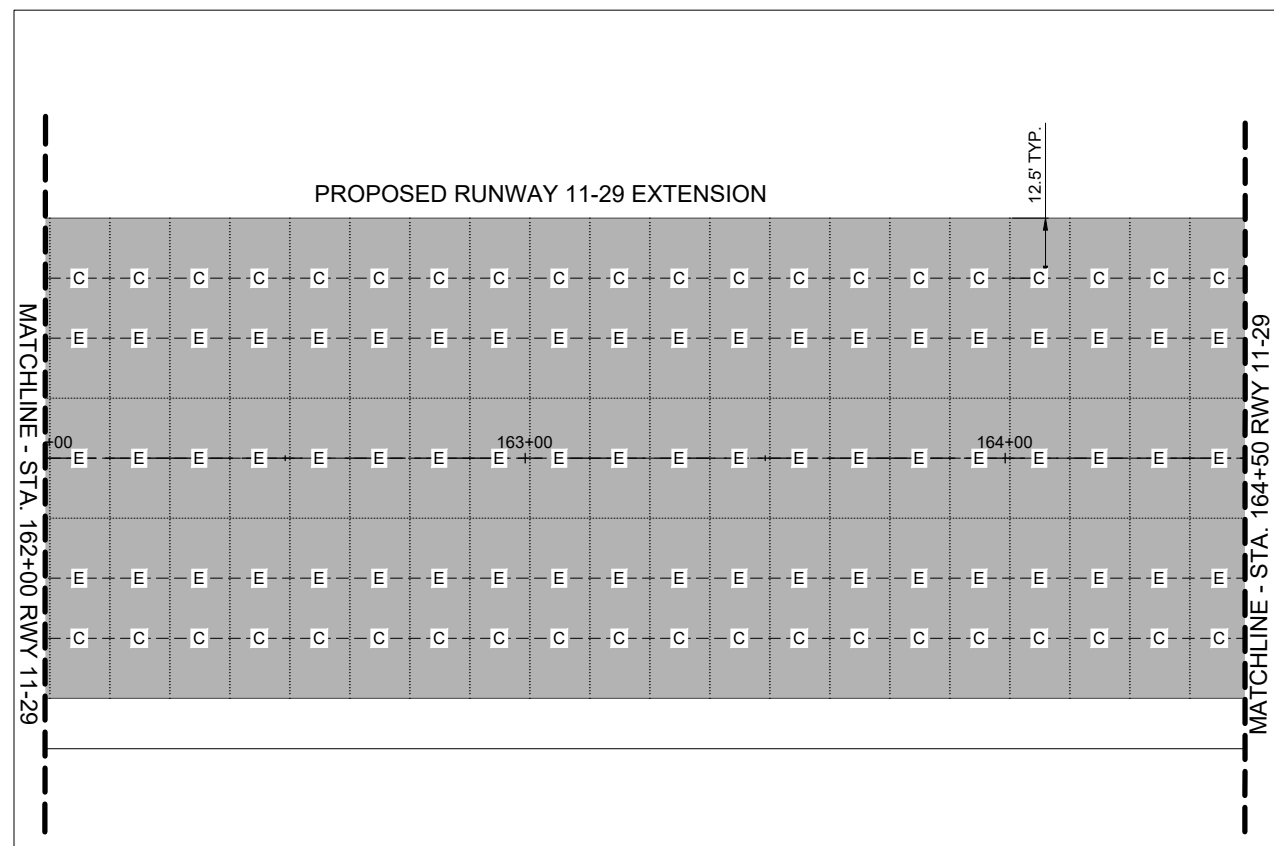 12.5' TYP.
PROPOSED RUNWAY 11-29 EXTENSION
C C C C C C C C C C C C C C C C C C C C
E E E E E E E E E E E E E E E E E E E E
+00 163+00 164+00
E E E E E E E E E E E E E E E E E E E E
E E E E E E E E E E E E E E E E E E E E
C C C C C C C C C C C C C C C C C C C C
MATCHLINE - STA. 162+00 RWY 11-29
MATCHLINE - STA. 164+50 RWY 11-29